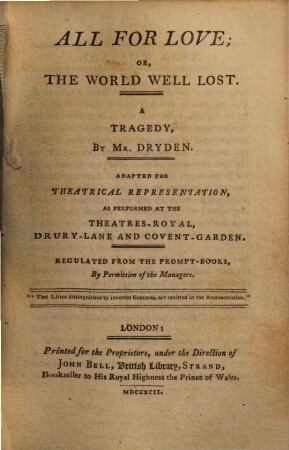 ALL FOR LOVE;
OR,
THE WORLD WELL LOST.
A
TRAGEDY,
BY MR. DRYDEN.
ADAPTED FOR
THEATRICAL REPRESENTATION,
AS PERFORMED AT THE
THEATRES-ROYAL,
DRURY-LANE AND COVENT-GARDEN.
REGULATED FROM THE PROMPT-BOOKS,
By Permission of the Managers.
"The Lines distinguished by inverted Commas, are omitted in the Representation."
LONDON:
Printed for the Proprietors, under the Direction of
JOHN BELL, British Library, STRAND,
Bookseller to His Royal Highness the Prince of Wales.
MDCCXCII.